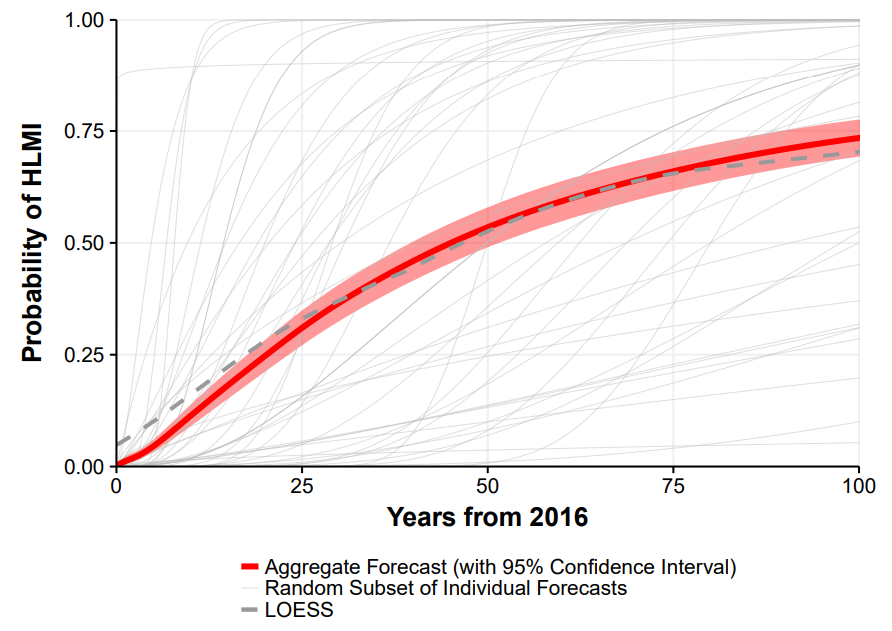 1.00
0.75
0.50
0.25
0.00
Probability of HLMI
0 25 50 75 100
Years from 2016
Aggregate Forecast (with 95% Confidence Interval)
Random Subset of Individual Forecasts
LOESS